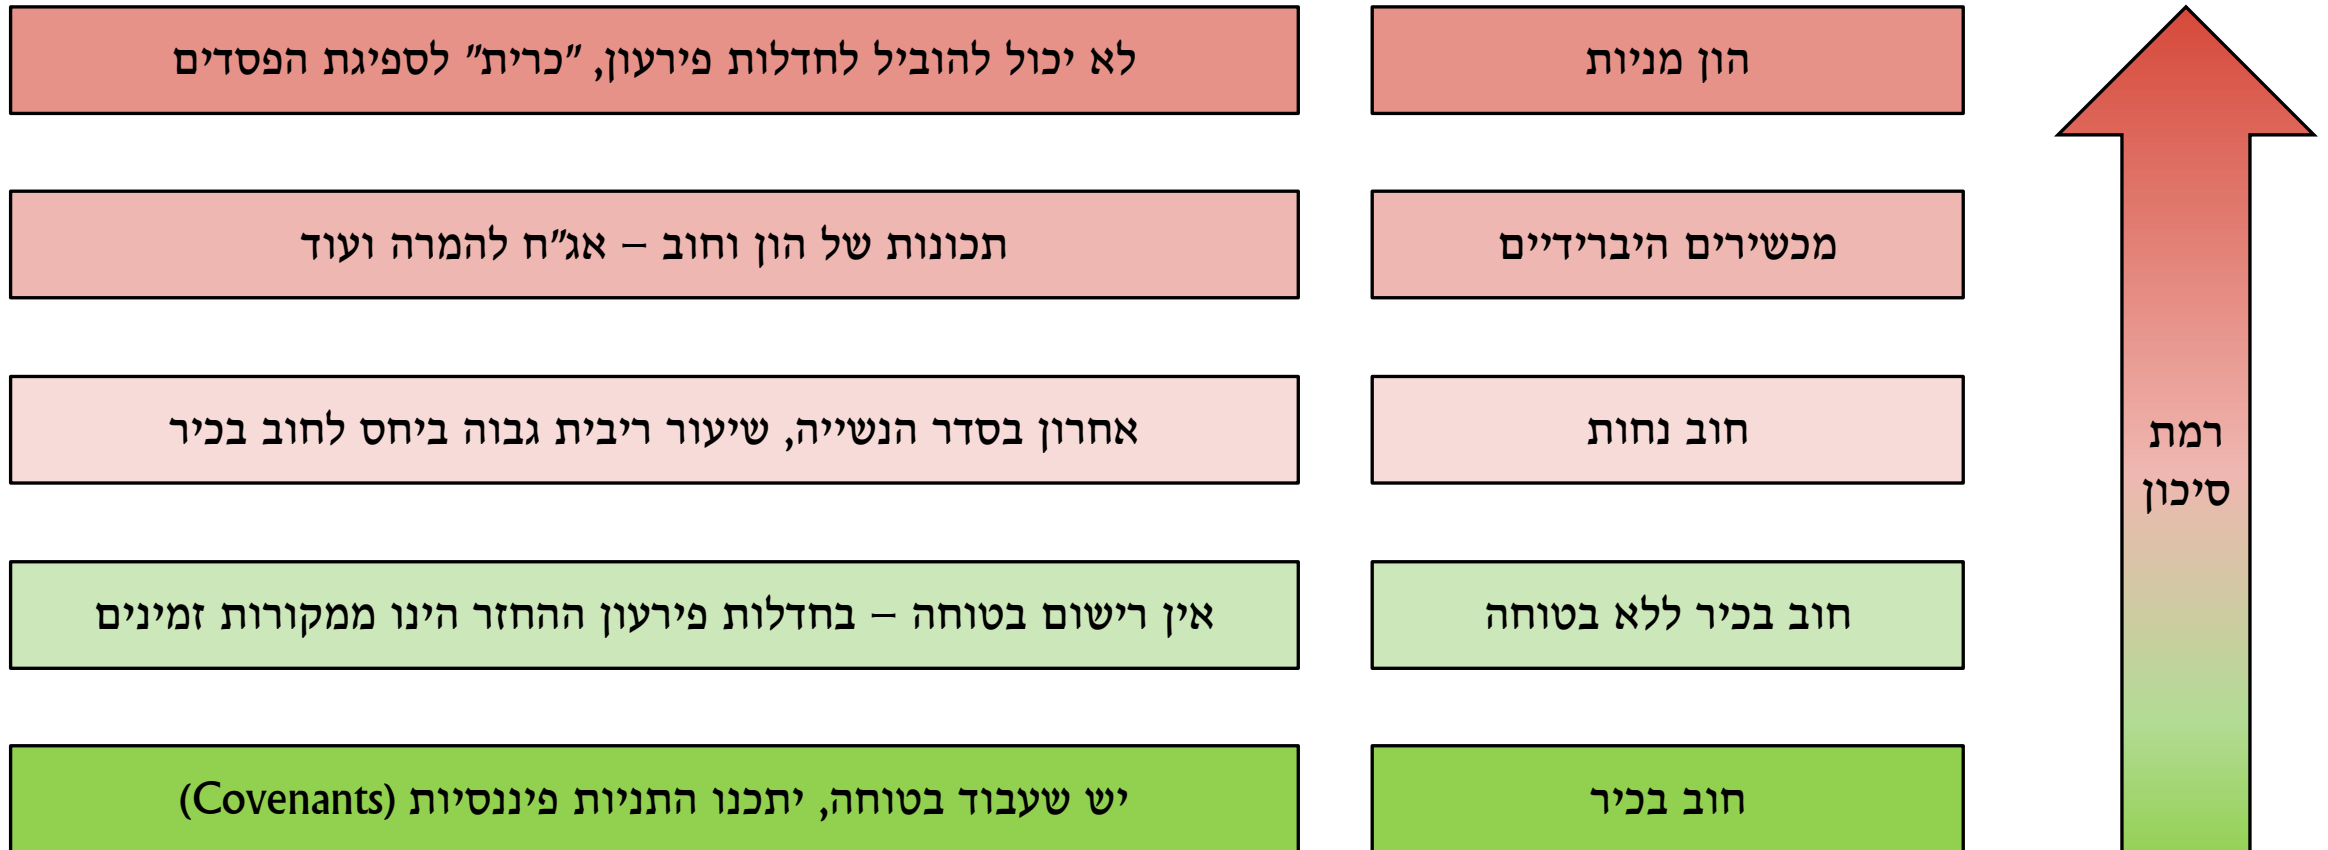 הון מניות
לא יכול להוביל לחדלות פירעון, "כרית" לספיגת הפסדים
מכשירים היברידיים
תכונות של הון וחוב – אג"ח להמרה ועוד
חוב נחות
אחרון בסדר הנשייה, שיעור ריבית גבוה ביחס לחוב בכיר
חוב בכיר ללא בטוחה
אין רישום בטוחה – בחדלות פירעון ההחזר הינו ממקורות זמינים
חוב בכיר
יש שעבוד בטוחה, יתכנו התניות פיננסיות (Covenants)
רמת
סיכון